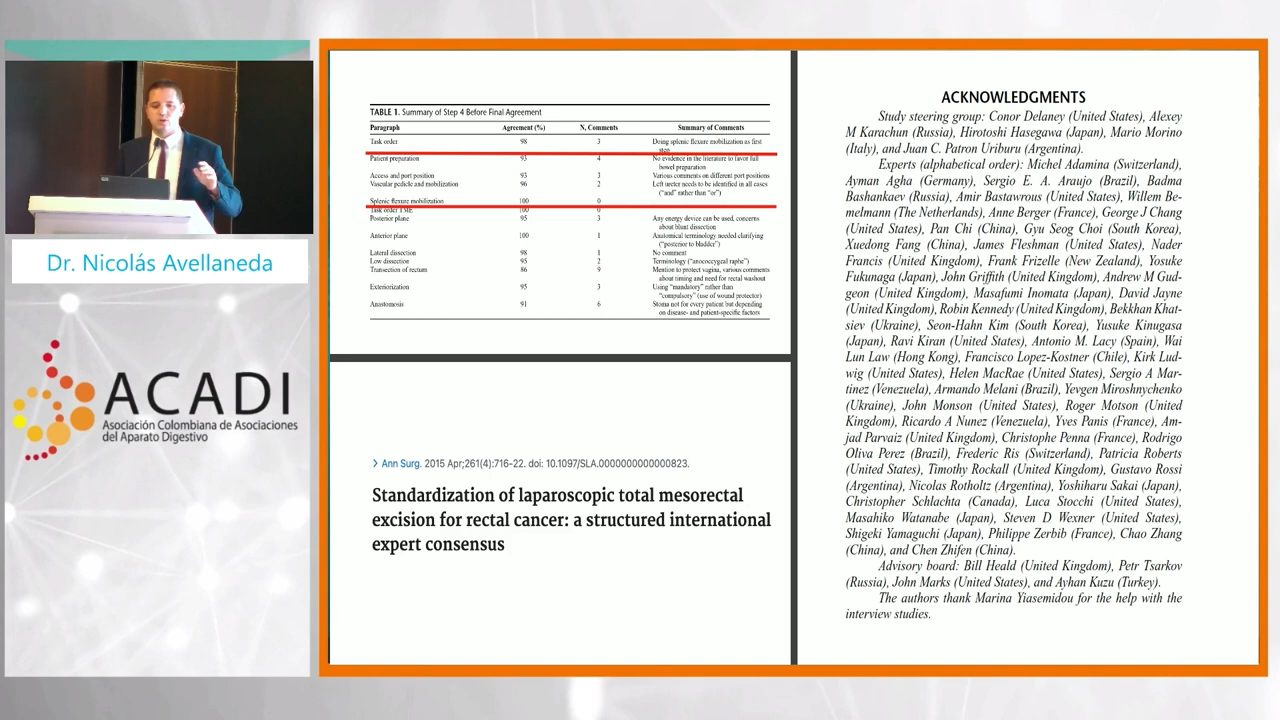 Dr. Nicolás Avellaneda
ACADI
Asociación Colombiana de Asociaciones
del Aparato Digestivo
TABLE 1. Summary of Step 4 Before Final Agreement
Paragraph Agreement (%) N, Comments Summary of Comments
Task order 98 3 Doing splenic flexure mobilization as first
step
Patient preparation 93 4 No evidence in the literature to favor full
bowel preparation
Access and port position 93 3 Various comments on different port positions
Vascular pedicle and mobilization 96 2 Left ureter needs to be identified in all cases
("and" rather than "or")
Splenic flexure mobilization 100 0
Task order TME 100 0
Posterior plane 95 3 Any energy device can be used, concerns
about blunt dissection
Anterior plane 100 1 Anatomical terminology needed clarifying
("posterior to bladder")
Lateral dissection 98 1 No comment
Low dissection 95 2 Terminology ("anococcygeal raphe")
Transection of rectum 86 9 Mention to protect vagina, various comments
about timing and need for rectal washout
Exteriorization 95 3 Using "mandatory" rather than
"compulsory" (use of wound protector)
Anastomosis 91 6 Stoma not for every patient but depending
on disease- and patient-specific factors
> Ann Surg. 2015 Apr;261(4):716-22. doi: 10.1097/SLA.0000000000000823.
Standardization of laparoscopic total mesorectal
excision for rectal cancer: a structured international
expert consensus
ACKNOWLEDGMENTS
Study steering group: Conor Delaney (United States), Alexey
M Karachun (Russia), Hirotoshi Hasegawa (Japan), Mario Morino
(Italy), and Juan C. Patron Uriburu (Argentina).
Experts (alphabetical order): Michel Adamina (Switzerland),
Ayman Agha (Germany), Sergio E. A. Araujo (Brazil), Badma
Bashankaev (Russia), Amir Bastawrous (United States), Willem Be-
melmann (The Netherlands), Anne Berger (France), George J Chang
(United States), Pan Chi (China), Gyu Seog Choi (South Korea),
Xuedong Fang (China), James Fleshman (United States), Nader
Francis (United Kingdom), Frank Frizelle (New Zealand), Yosuke
Fukunaga (Japan), John Griffith (United Kingdom), Andrew M Gud-
geon (United Kingdom), Masafumi Inomata (Japan), David Jayne
(United Kingdom), Robin Kennedy (United Kingdom), Bekkhan Khat-
siev (Ukraine), Seon-Hahn Kim (South Korea), Yusuke Kinugasa
(Japan), Ravi Kiran (United States), Antonio M. Lacy (Spain), Wai
Lun Law (Hong Kong), Francisco Lopez-Kostner (Chile), Kirk Lud-
wig (United States), Helen MacRae (United States), Sergio A Mar-
tinez (Venezuela), Armando Melani (Brazil), Yevgen Miroshnychenko
(Ukraine), John Monson (United States), Roger Motson (United
Kingdom), Ricardo A Nunez (Venezuela), Yves Panis (France), Am-
jad Parvaiz (United Kingdom), Christophe Penna (France), Rodrigo
Oliva Perez (Brazil), Frederic Ris (Switzerland), Patricia Roberts
(United States), Timothy Rockall (United Kingdom), Gustavo Rossi
(Argentina), Nicolas Rotholtz (Argentina), Yoshiharu Sakai (Japan),
Christopher Schlachta (Canada), Luca Stocchi (United States),
Masahiko Watanabe (Japan), Steven D Wexner (United States),
Shigeki Yamaguchi (Japan), Philippe Zerbib (France), Chao Zhang
(China), and Chen Zhifen (China).
Advisory board: Bill Heald (United Kingdom), Petr Tsarkov
(Russia), John Marks (United States), and Ayhan Kuzu (Turkey).
The authors thank Marina Yiasemidou for the help with the
interview studies.